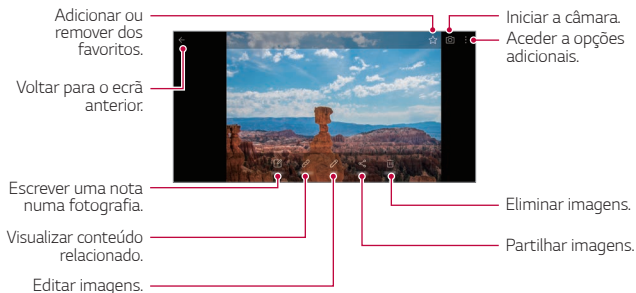 Adicionar ou
remover dos
favoritos.
Voltar para o ecrã
anterior.
Escrever uma nota
numa fotografia.
Visualizar conteúdo
relacionado.
Editar imagens.
Iniciar a câmara.
Aceder a opções
adicionais.
Eliminar imagens.
Partilhar imagens.